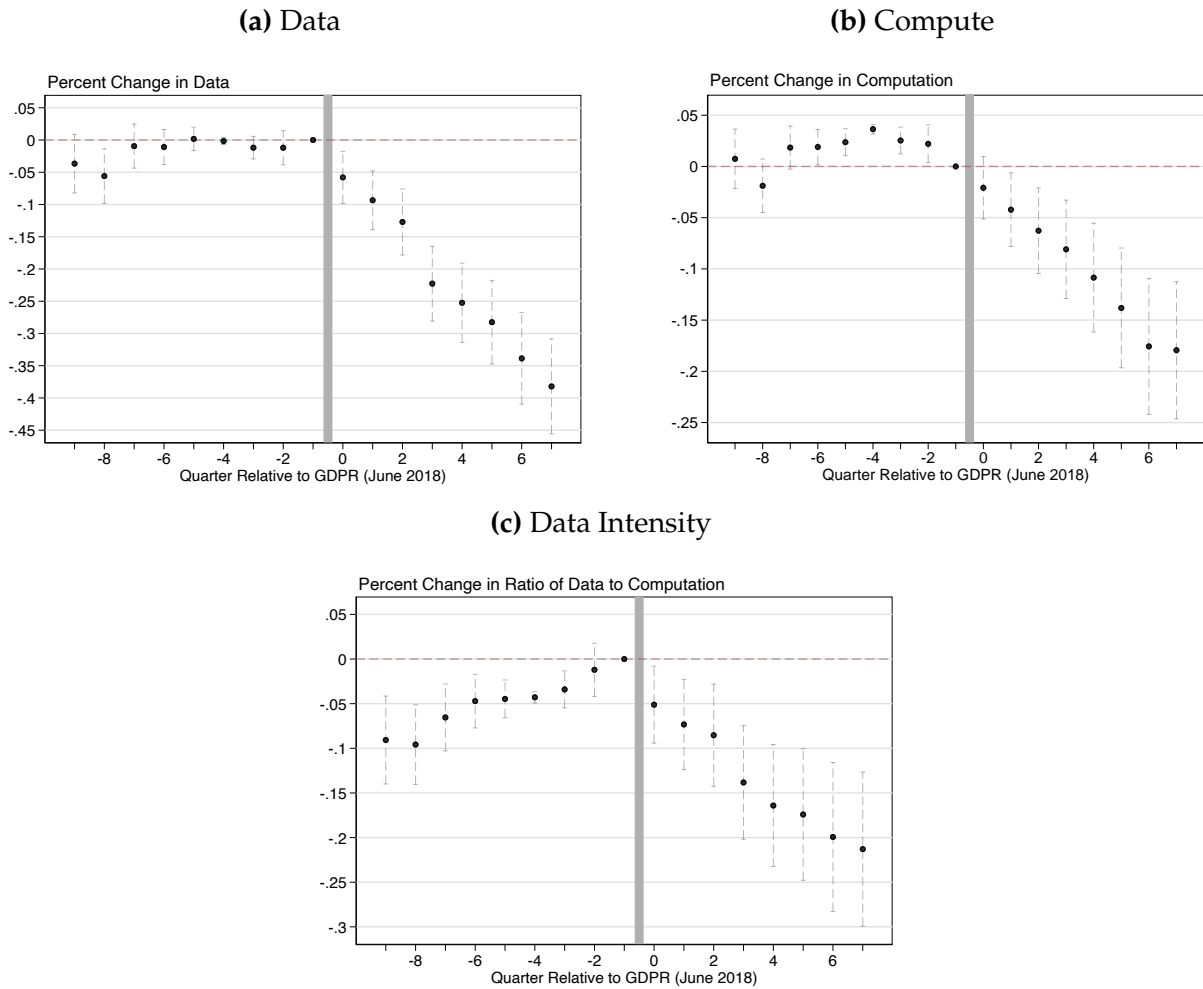 (a) Data
Percent Change in Data
.05
0
-.05
-.1
-.15
-.2
-.25
-.3
-.35
-.4
-.45
-8 -6 -4 -2 0 2 4 6
Quarter Relative to GDPR (June 2018)
(b) Compute
Percent Change in Computation
.05
0
-.05
-.1
-.15
-.2
-.25
-8 -6 -4 -2 0 2 4 6
Quarter Relative to GDPR (June 2018)
(c) Data Intensity
Percent Change in Ratio of Data to Computation
.05
0
-.05
-.1
-.15
-.2
-.25
-.3
-8 -6 -4 -2 0 2 4 6
Quarter Relative to GDPR (June 2018)